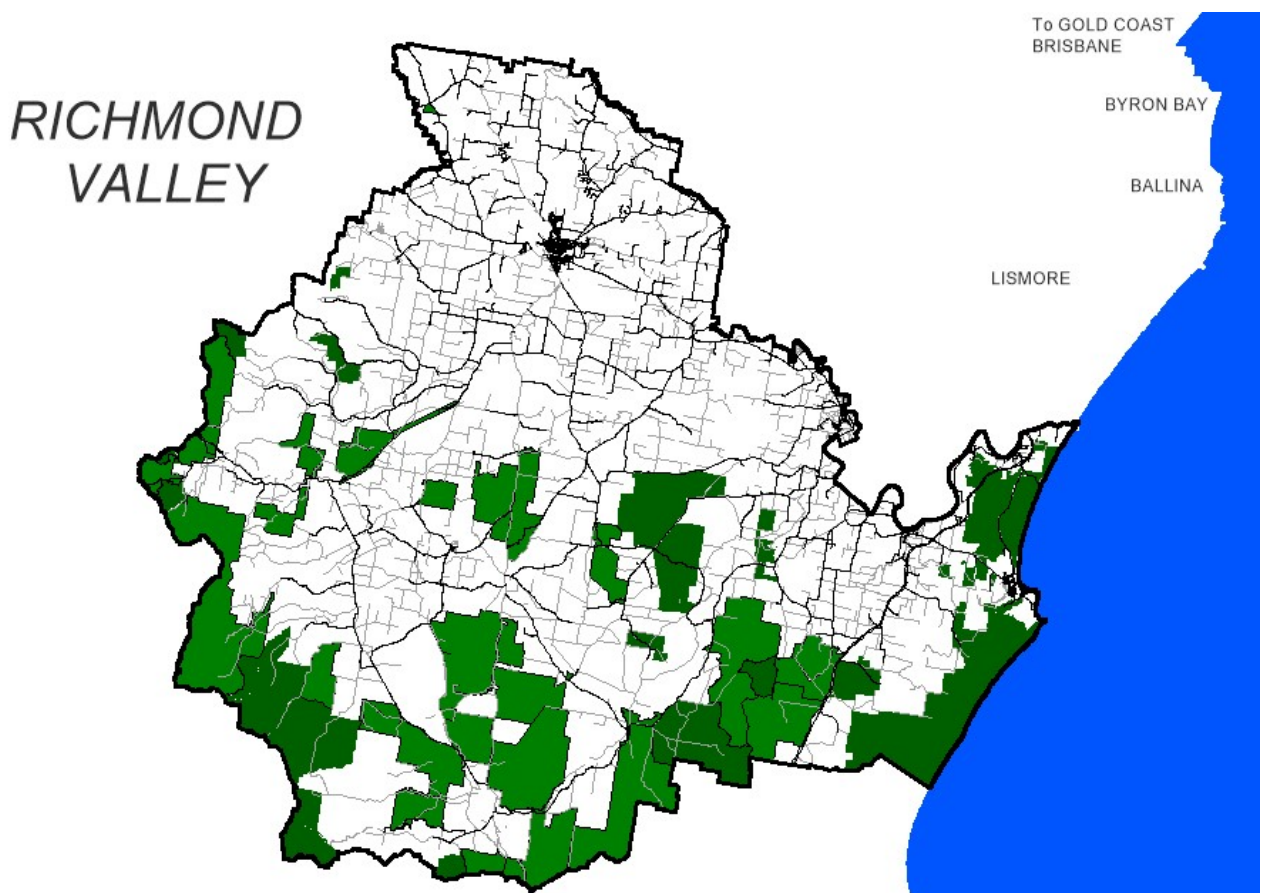 RICHMOND
VALLEY
To GOLD COAST
BRISBANE
BYRON BAY
BALLINA
LISMORE